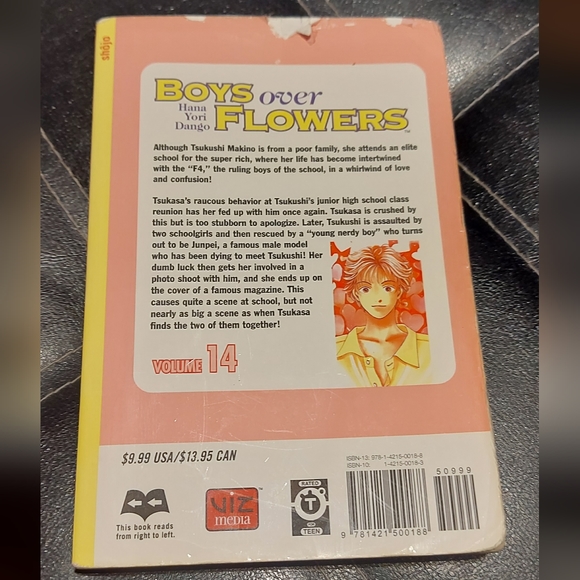 shôjo
BOYS over
Hana
Yori
Dango
FLOWERS™
Although Tsukushi Makino is from a poor family, she attends an elite
school for the super rich, where her life has become intertwined
with the "F4," the ruling boys of the school, in a whirlwind of love
and confusion!
Tsukasa's raucous behavior at Tsukushi's junior high school class
reunion has her fed up with him once again. Tsukasa is crushed by
this but is too stubborn to apologize. Later, Tsukushi is assaulted by
two schoolgirls and then rescued by a "young nerdy boy" who turns
out to be Junpei, a famous male model
who has been dying to meet Tsukushi! Her
dumb luck then gets her involved in a
photo shoot with him, and she ends up on
the cover of a famous magazine. This
causes quite a scene at school, but not
nearly as big a scene as when Tsukasa
finds the two of them together!
VOLUME 14
$9.99 USA/$13.95 CAN
ISBN-13: 978-1-4215-0018-8
ISBN-10: 1-4215-0018-3
50999
9 781421 500188
This book reads
from right to left.
VIZ
media
RATED
T
FOR
TEEN